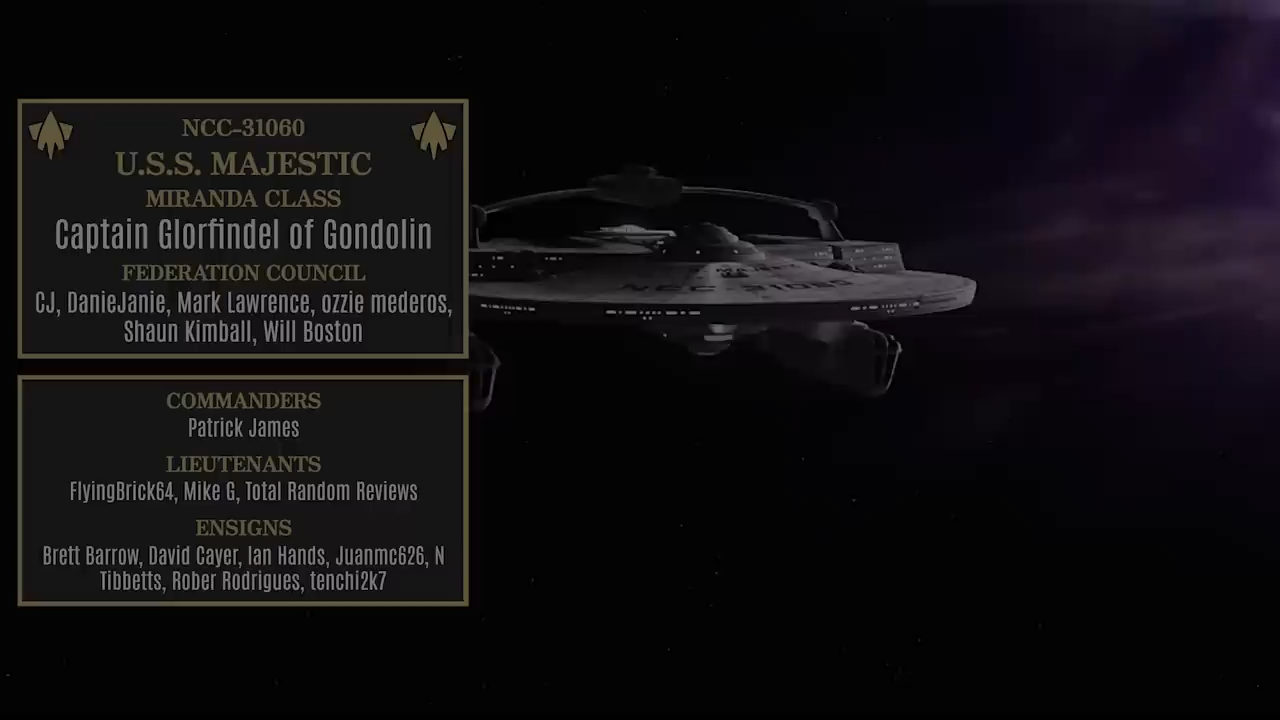 NCC-31060
U.S.S. MAJESTIC
MIRANDA CLASS
Captain Glorfindel of Gondolin
FEDERATION COUNCIL
CJ, DanieJanie, Mark Lawrence, ozzie mederos,
Shaun Kimball, Will Boston
COMMANDERS
Patrick James
LIEUTENANTS
FlyingBrick64, Mike G, Total Random Reviews
ENSIGNS
Brett Barrow, David Cayer, Ian Hands, Juanmc626, N
Tibbetts, Rober Rodrigues, tenchi2k7
NCC 31060